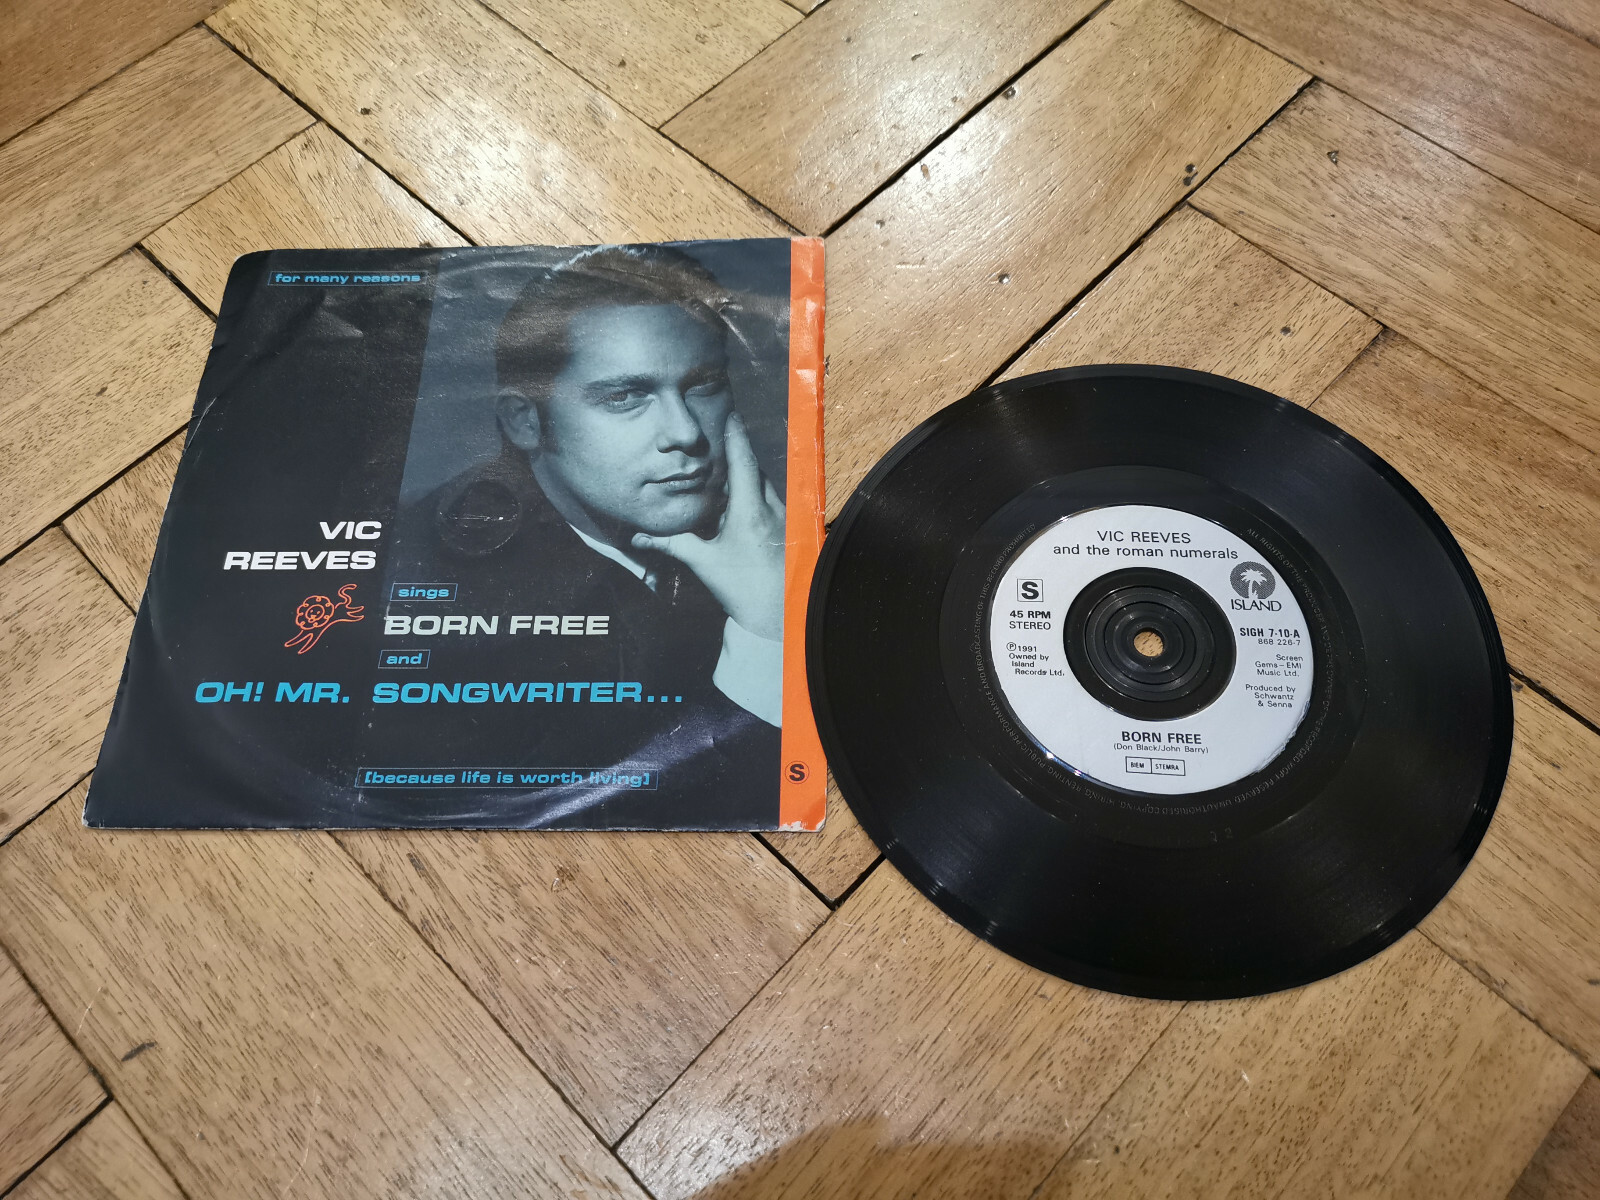 for many reasons
VIC
REEVES
sings
BORN FREE
and
OH! MR. SONGWRITER...
[because life is worth living]
S
VIC REEVES
and the roman numerals
S
45 RPM
STEREO
℗1991
Owned by
Island
Records Ltd.
ISLAND
SIGH 7-10-A
868 226-7
Screen
Gems-EMI
Music Ltd.
Produced by
Schwantz
& Senna
BORN FREE
(Don Black/John Barry)
BIEM STEMRA